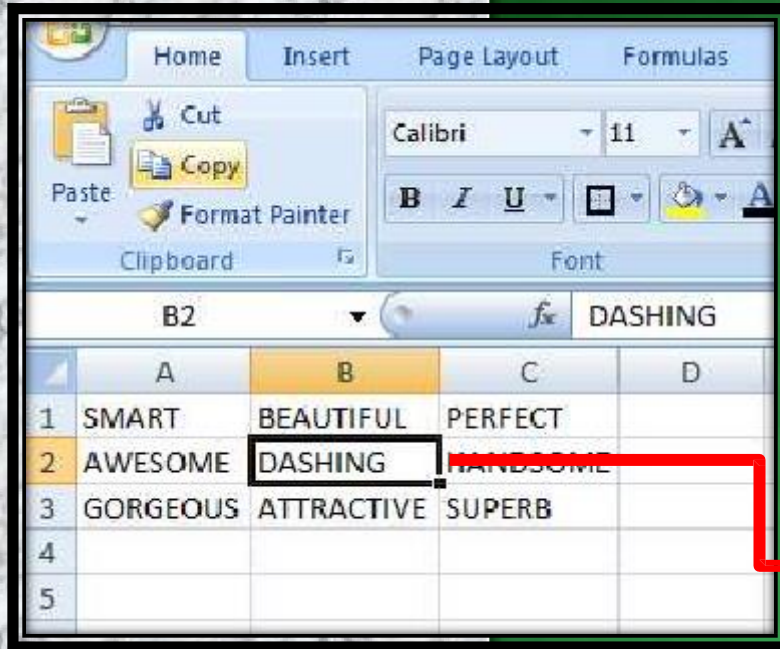 Home Insert Page Layout Formulas
Cut
Calibri 11 A A
Copy
Paste
Format Painter
B I U A
Clipboard Font
B2 fx DASHING
A B C D
1 SMART BEAUTIFUL PERFECT
2 AWESOME DASHING HANDSOME
3 GORGEOUS ATTRACTIVE SUPERB
4
5